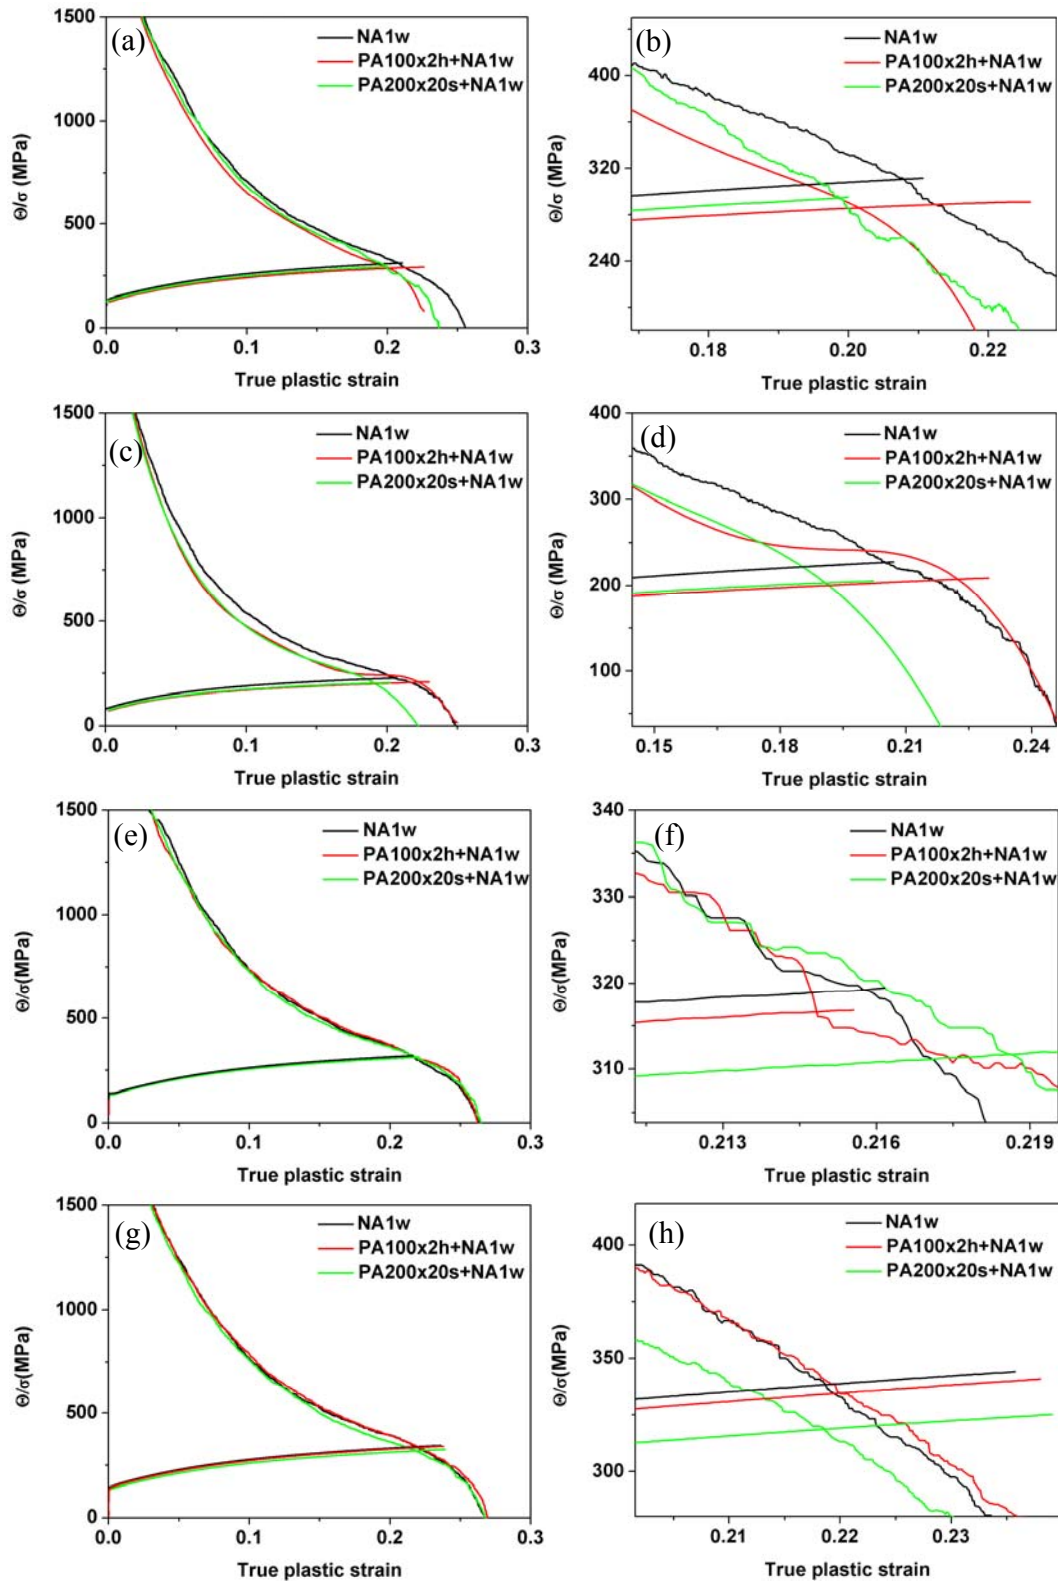 (a)
NA1w
PA100x2h+NA1w
PA200x20s+NA1w
Θ/σ (MPa)
1500
1000
500
0
0.0 0.1 0.2 0.3
True plastic strain
(b)
NA1w
PA100x2h+NA1w
PA200x20s+NA1w
Θ/σ (MPa)
400
320
240
0.18 0.20 0.22
True plastic strain
(c)
NA1w
PA100x2h+NA1w
PA200x20s+NA1w
Θ/σ (MPa)
1500
1000
500
0
0.0 0.1 0.2 0.3
True plastic strain
(d)
NA1w
PA100x2h+NA1w
PA200x20s+NA1w
Θ/σ (MPa)
400
300
200
100
0.15 0.18 0.21 0.24
True plastic strain
(e)
NA1w
PA100x2h+NA1w
PA200x20s+NA1w
Θ/σ(MPa)
1500
1000
500
0
0.0 0.1 0.2 0.3
True plastic strain
(f)
NA1w
PA100x2h+NA1w
PA200x20s+NA1w
Θ/σ(MPa)
340
330
320
310
0.213 0.216 0.219
True plastic strain
(g)
NA1w
PA100x2h+NA1w
PA200x20s+NA1w
Θ/σ(MPa)
1500
1000
500
0
0.0 0.1 0.2 0.3
True plastic strain
(h)
NA1w
PA100x2h+NA1w
PA200x20s+NA1w
Θ/σ(MPa)
400
350
300
0.21 0.22 0.23
True plastic strain